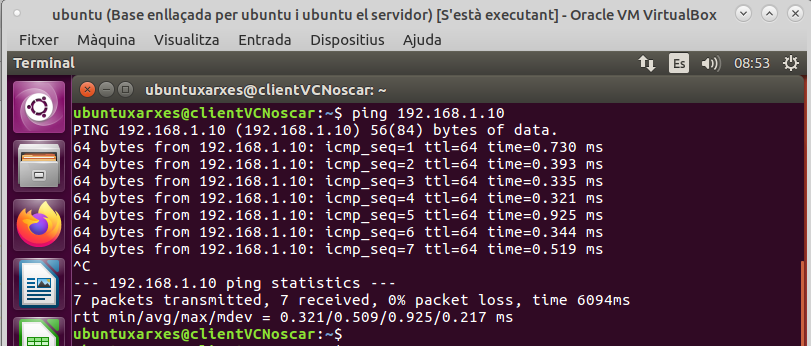 ubuntu (Base enllaçada per ubuntu i ubuntu el servidor) [S'està executant] - Oracle VM VirtualBox
Fitxer Màquina Visualitza Entrada Dispositius Ajuda
Terminal Es 08:53
ubuntuxarxes@clientVCNoscar: ~
ubuntuxarxes@clientVCNoscar:~$ ping 192.168.1.10
PING 192.168.1.10 (192.168.1.10) 56(84) bytes of data.
64 bytes from 192.168.1.10: icmp_seq=1 ttl=64 time=0.730 ms
64 bytes from 192.168.1.10: icmp_seq=2 ttl=64 time=0.393 ms
64 bytes from 192.168.1.10: icmp_seq=3 ttl=64 time=0.335 ms
64 bytes from 192.168.1.10: icmp_seq=4 ttl=64 time=0.321 ms
64 bytes from 192.168.1.10: icmp_seq=5 ttl=64 time=0.925 ms
64 bytes from 192.168.1.10: icmp_seq=6 ttl=64 time=0.344 ms
64 bytes from 192.168.1.10: icmp_seq=7 ttl=64 time=0.519 ms
^C
--- 192.168.1.10 ping statistics ---
7 packets transmitted, 7 received, 0% packet loss, time 6094ms
rtt min/avg/max/mdev = 0.321/0.509/0.925/0.217 ms
ubuntuxarxes@clientVCNoscar:~$